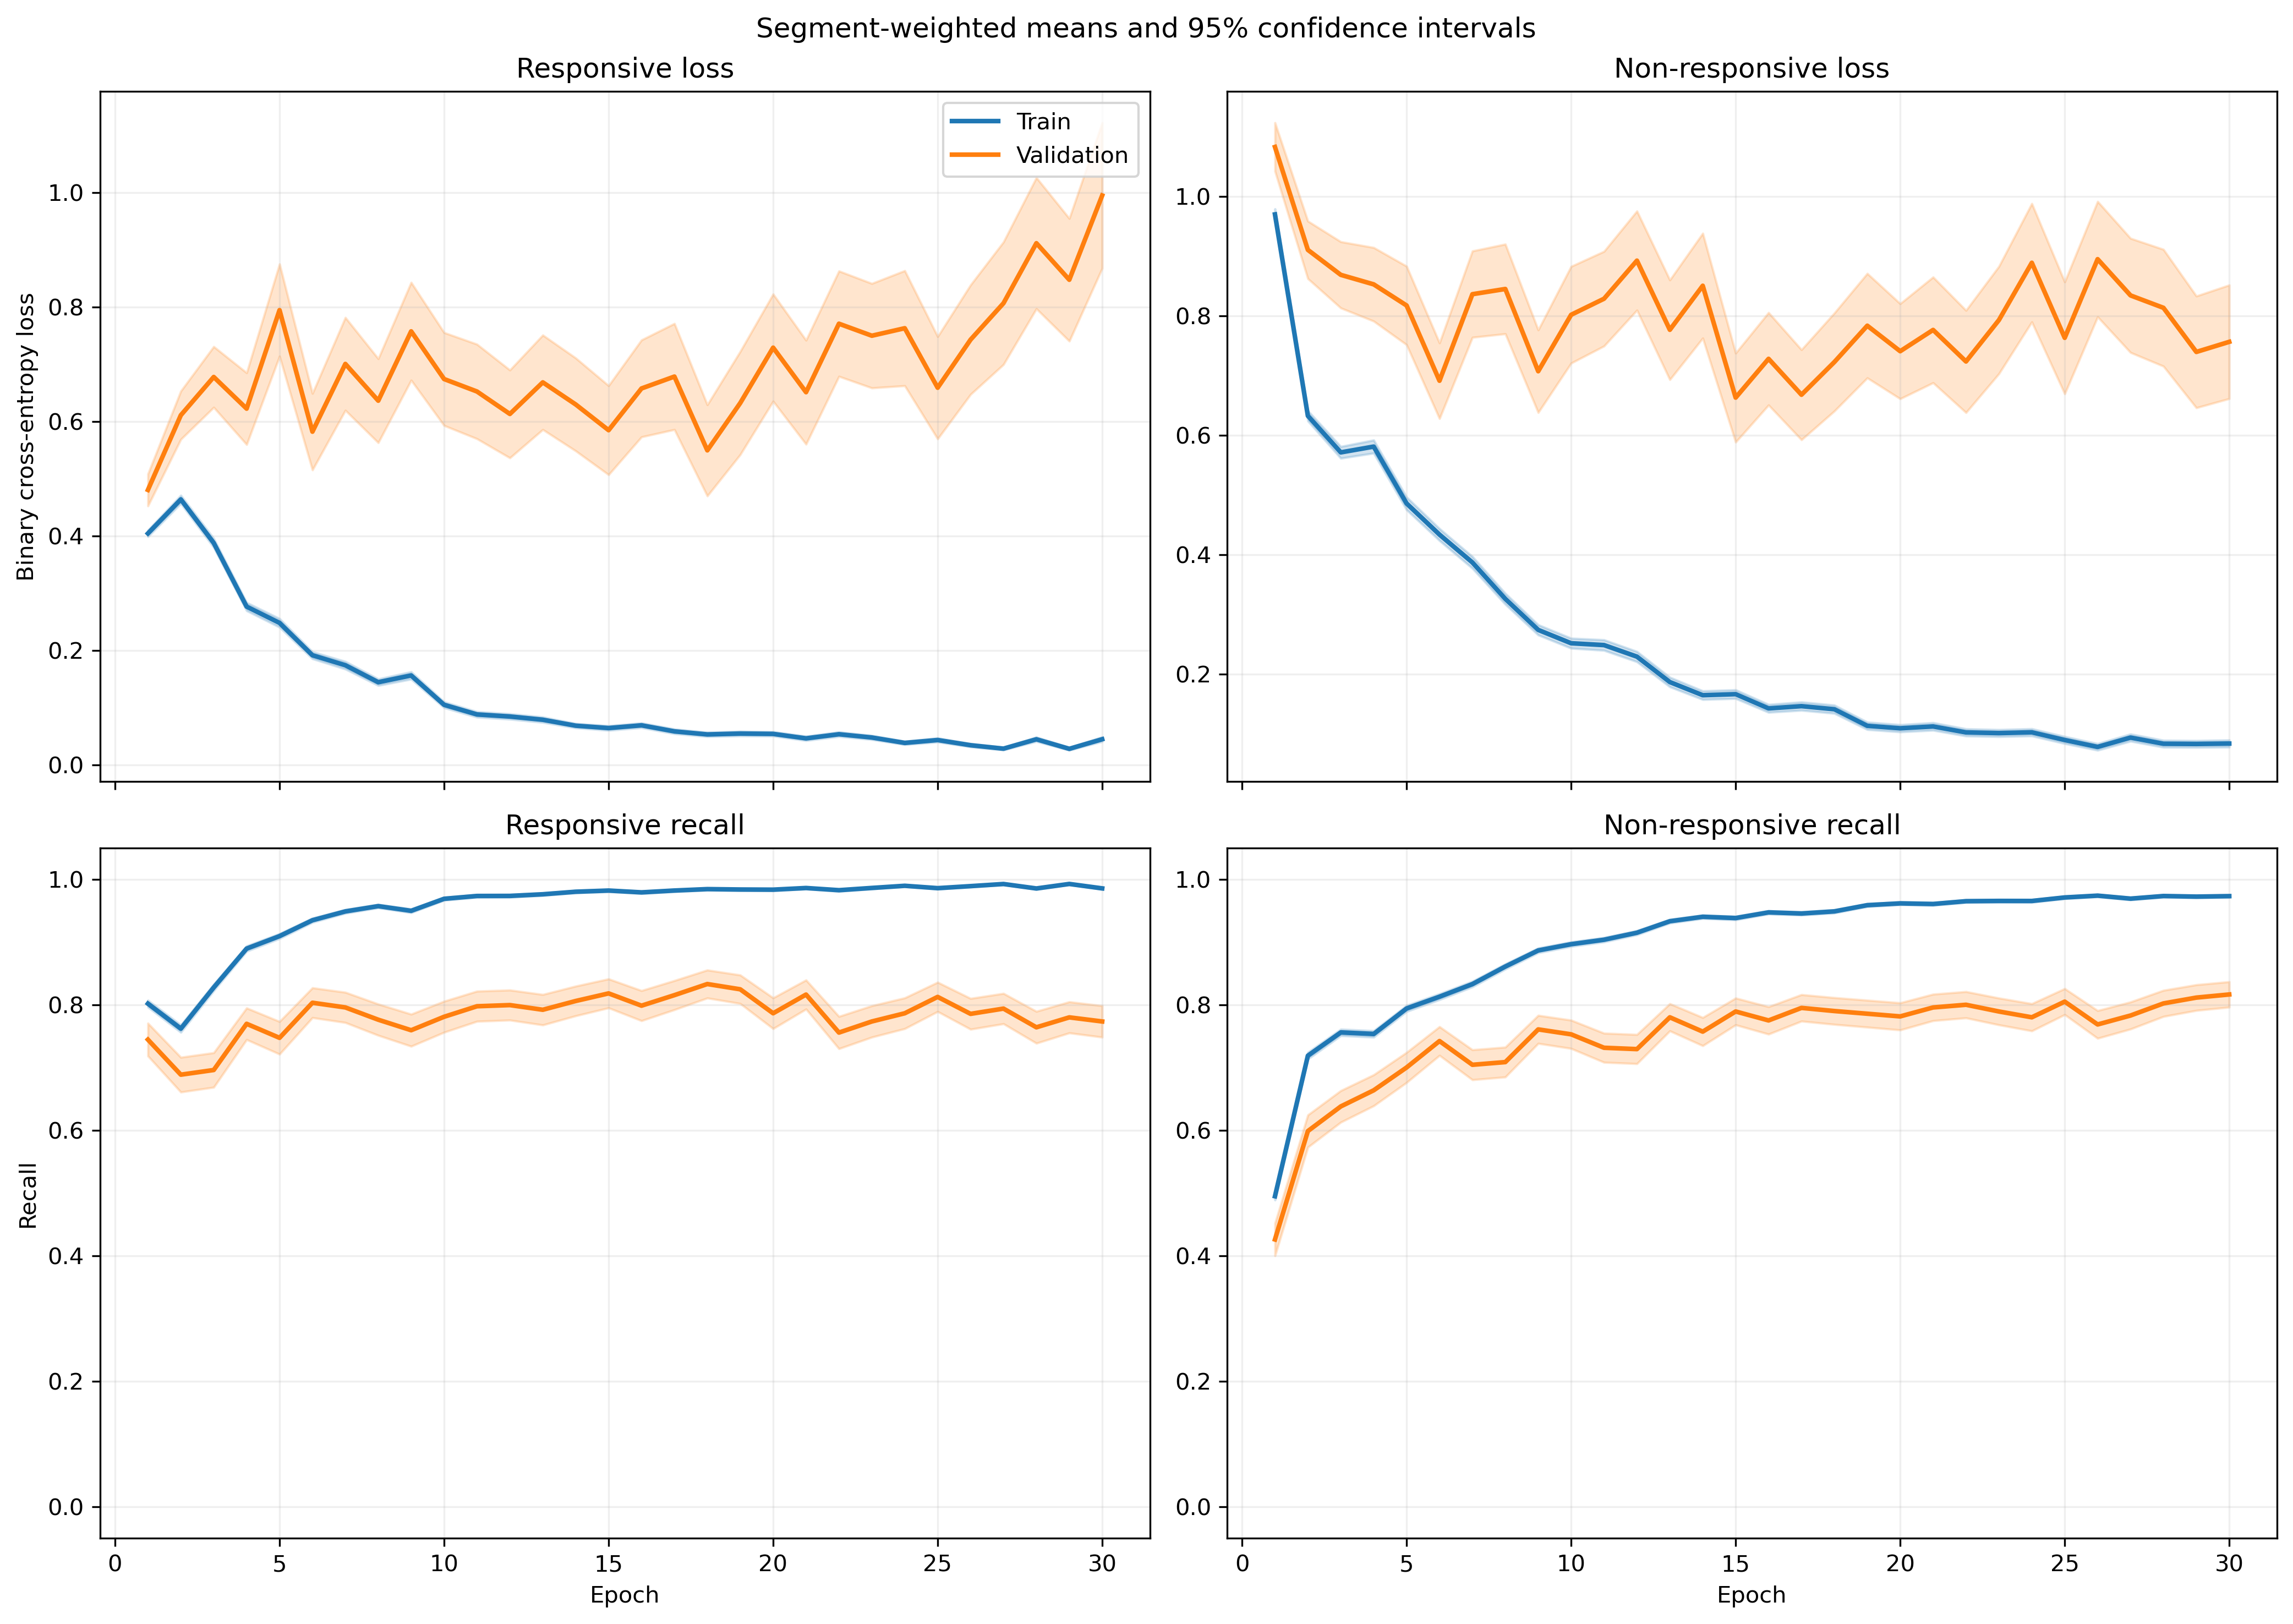 Segment-weighted means and 95% confidence intervals
Responsive loss
Non-responsive loss
Train
Validation
Binary cross-entropy loss
1.0
0.8
0.6
0.4
0.2
0.0
1.0
0.8
0.6
0.4
0.2
Responsive recall
Non-responsive recall
Recall
1.0
0.8
0.6
0.4
0.2
0.0
0 5 10 15 20 25 30
Epoch
1.0
0.8
0.6
0.4
0.2
0.0
0 5 10 15 20 25 30
Epoch